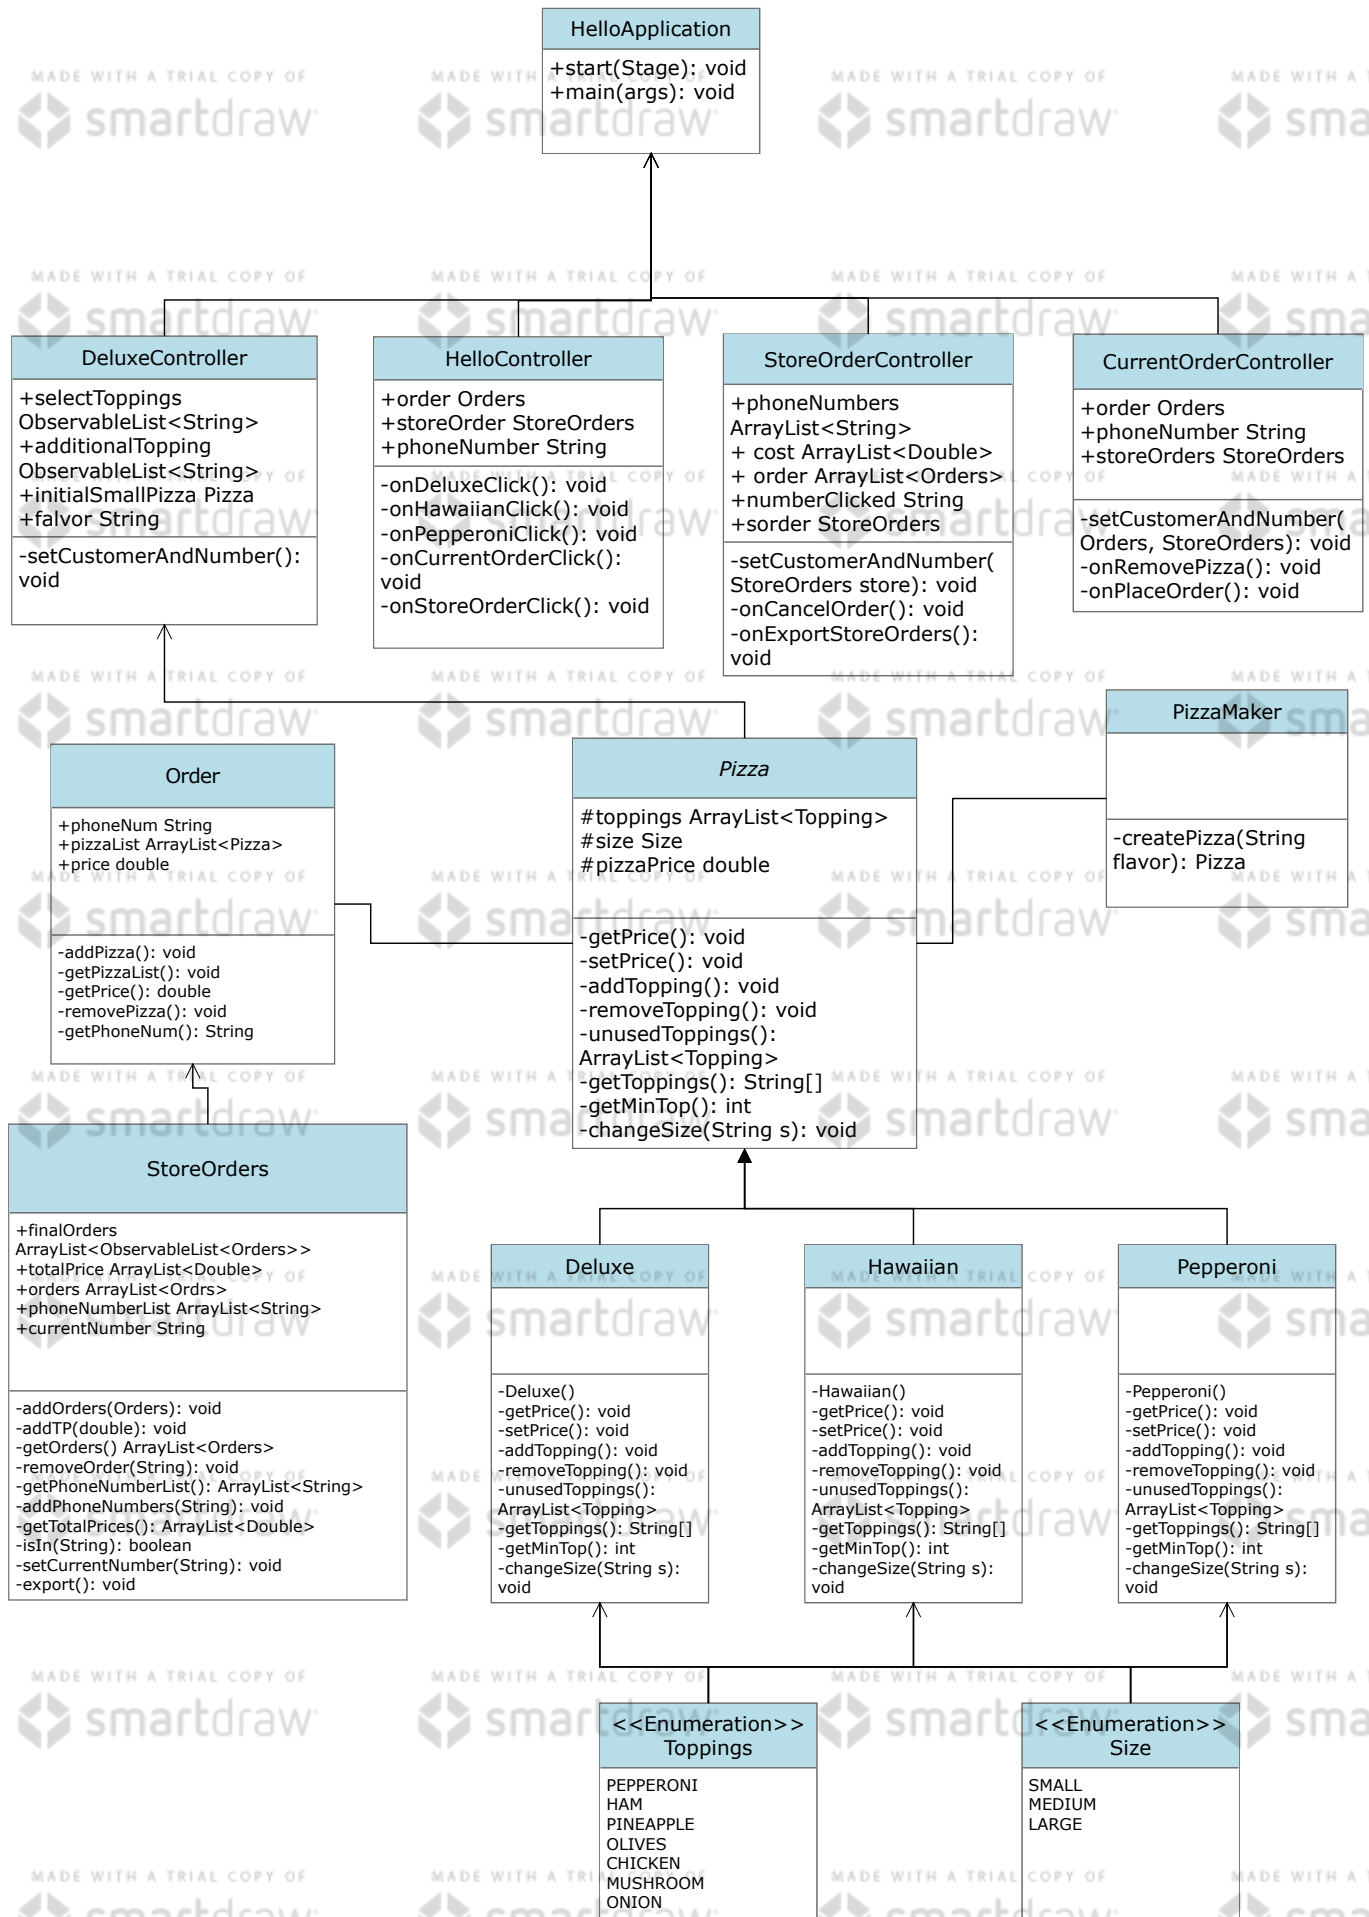 HelloApplication
+start(Stage): void
+main(args): void
DeluxeController
+selectToppings
ObservableList<String>
+additionalTopping
ObservableList<String>
+initialSmallPizza Pizza
+falvor String
-setCustomerAndNumber():
void
HelloController
+order Orders
+storeOrder StoreOrders
+phoneNumber String
-onDeluxeClick(): void
-onHawaiianClick(): void
-onPepperoniClick(): void
-onCurrentOrderClick():
void
-onStoreOrderClick(): void
StoreOrderController
+phoneNumbers
ArrayList<String>
+ cost ArrayList<Double>
+ order ArrayList<Orders>
+numberClicked String
+sorder StoreOrders
-setCustomerAndNumber(
StoreOrders store): void
-onCancelOrder(): void
-onExportStoreOrders():
void
CurrentOrderController
+order Orders
+phoneNumber String
+storeOrders StoreOrders
-setCustomerAndNumber(
Orders, StoreOrders): void
-onRemovePizza(): void
-onPlaceOrder(): void
Order
+phoneNum String
+pizzaList ArrayList<Pizza>
+price double
-addPizza(): void
-getPizzaList(): void
-getPrice(): double
-removePizza(): void
-getPhoneNum(): String
Pizza
#toppings ArrayList<Topping>
#size Size
#pizzaPrice double
-getPrice(): void
-setPrice(): void
-addTopping(): void
-removeTopping(): void
-unusedToppings():
ArrayList<Topping>
-getToppings(): String[]
-getMinTop(): int
-changeSize(String s): void
PizzaMaker
-createPizza(String
flavor): Pizza
StoreOrders
+finalOrders
ArrayList<ObservableList<Orders>>
+totalPrice ArrayList<Double>
+orders ArrayList<Ordrs>
+phoneNumberList ArrayList<String>
+currentNumber String
-addOrders(Orders): void
-addTP(double): void
-getOrders() ArrayList<Orders>
-removeOrder(String): void
-getPhoneNumberList(): ArrayList<String>
-addPhoneNumbers(String): void
-getTotalPrices(): ArrayList<Double>
-isIn(String): boolean
-setCurrentNumber(String): void
-export(): void
Deluxe
-Deluxe()
-getPrice(): void
-setPrice(): void
-addTopping(): void
-removeTopping(): void
-unusedToppings():
ArrayList<Topping>
-getToppings(): String[]
-getMinTop(): int
-changeSize(String s):
void
Hawaiian
-Hawaiian()
-getPrice(): void
-setPrice(): void
-addTopping(): void
-removeTopping(): void
-unusedToppings():
ArrayList<Topping>
-getToppings(): String[]
-getMinTop(): int
-changeSize(String s):
void
Pepperoni
-Pepperoni()
-getPrice(): void
-setPrice(): void
-addTopping(): void
-removeTopping(): void
-unusedToppings():
ArrayList<Topping>
-getToppings(): String[]
-getMinTop(): int
-changeSize(String s):
void
<<Enumeration>>
Toppings
PEPPERONI
HAM
PINEAPPLE
OLIVES
CHICKEN
MUSHROOM
ONION
<<Enumeration>>
Size
SMALL
MEDIUM
LARGE
MADE WITH A TRIAL COPY OF
smartdraw